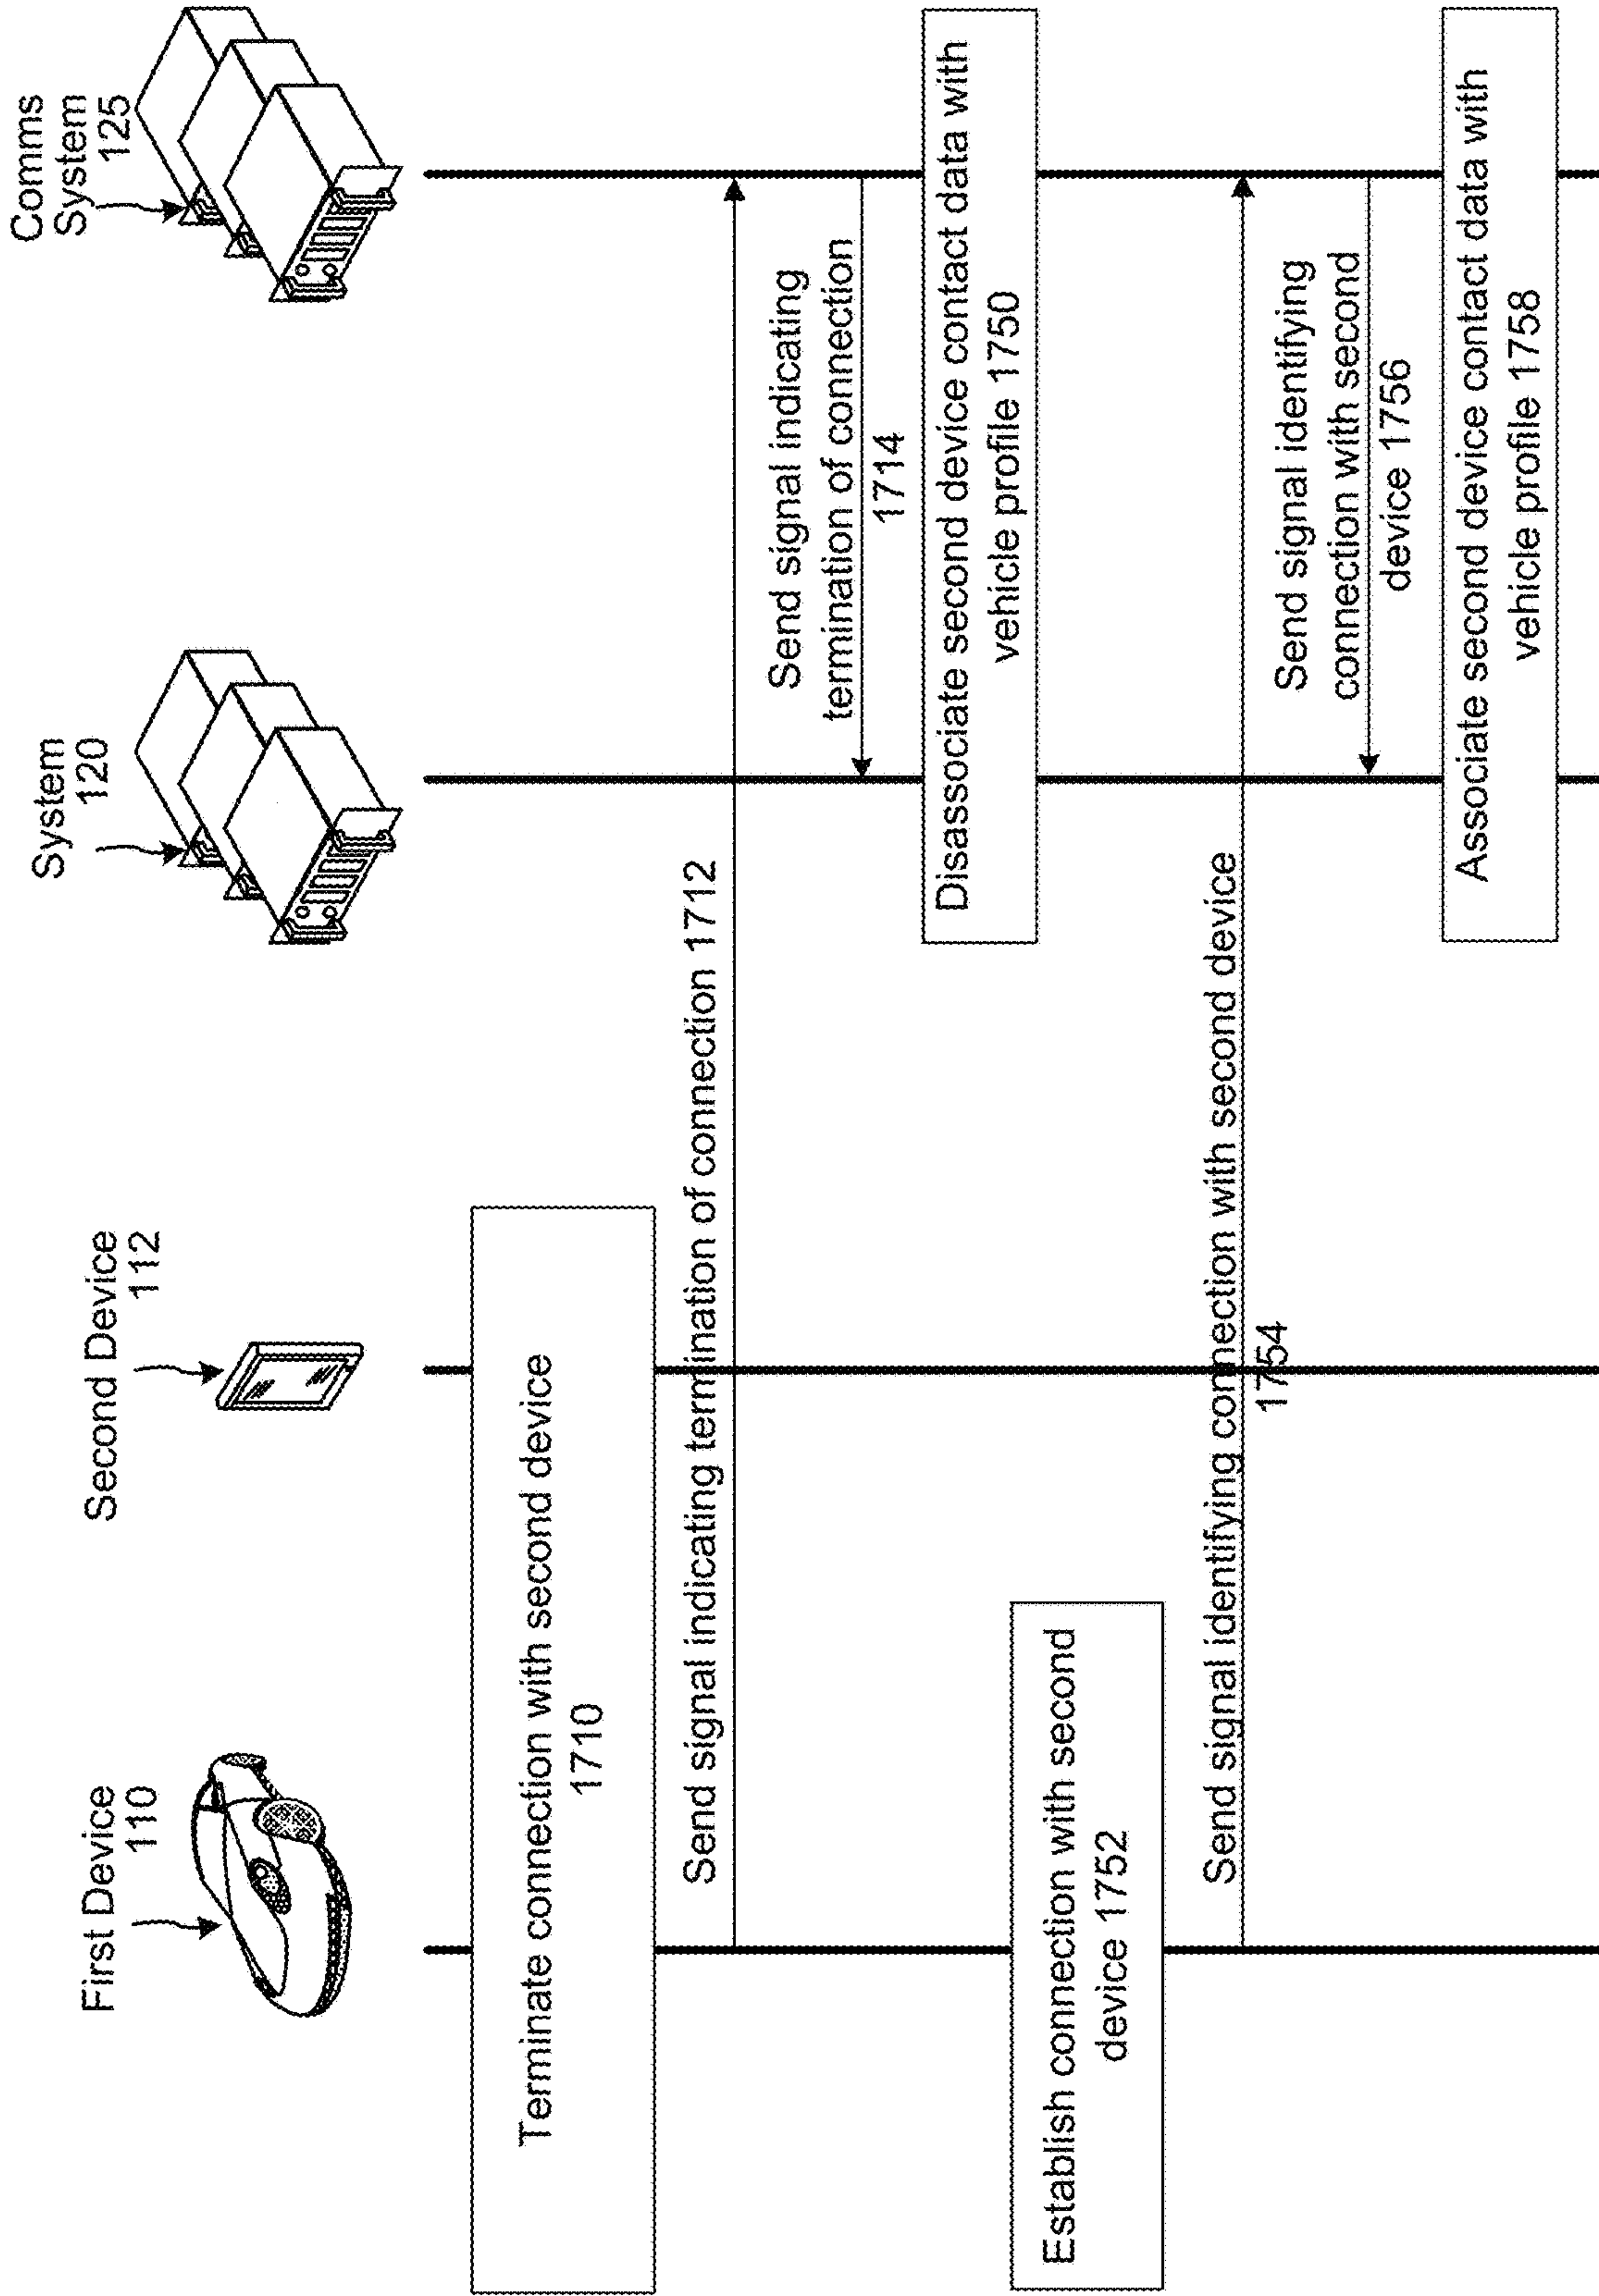 First Device
110
Second Device
112
System
120
Comms
System
125
Terminate connection with second device
1710
Send signal indicating termination of connection 1712
Send signal indicating
termination of connection
1714
Disassociate second device contact data with
vehicle profile 1750
Establish connection with second
device 1752
Send signal identifying connection with second device
1754
Send signal identifying
connection with second
device 1756
Associate second device contact data with
vehicle profile 1758